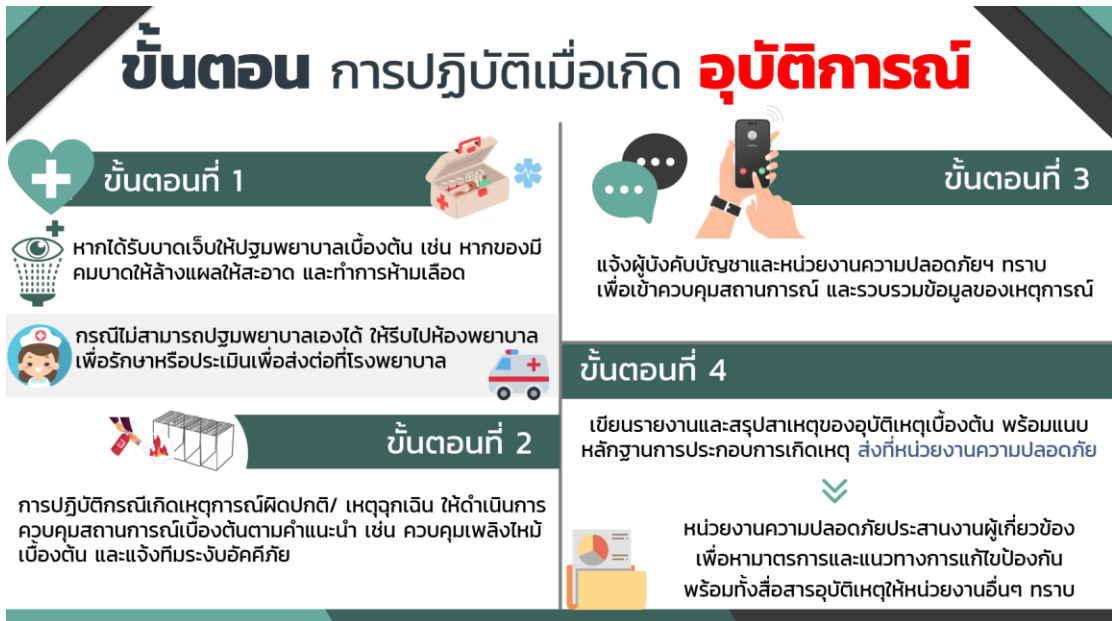 ขั้นตอน การปฏิบัติเมื่อเกิด อุบัติการณ์
ขั้นตอนที่ 1
หากได้รับบาดเจ็บให้ปฐมพยาบาลเบื้องต้น เช่น หากของมี
คมบาดให้ล้างแผลให้สะอาด และทำการห้ามเลือด
กรณีไม่สามารถปฐมพยาบาลเองได้ ให้รีบไปห้องพยาบาล
เพื่อรักษาหรือประเมินเพื่อส่งต่อที่โรงพยาบาล
ขั้นตอนที่ 2
การปฏิบัติกรณีเกิดเหตุการณ์ผิดปกติ/ เหตุฉุกเฉิน ให้ดำเนินการ
ควบคุมสถานการณ์เบื้องต้นตามคำแนะนำ เช่น ควบคุมเพลิงไหม้
เบื้องต้น และแจ้งทีมระงับอัคคีภัย
ขั้นตอนที่ 3
แจ้งผู้บังคับบัญชาและหน่วยงานความปลอดภัยฯ ทราบ
เพื่อเข้าควบคุมสถานการณ์ และรวบรวมข้อมูลของเหตุการณ์
ขั้นตอนที่ 4
เขียนรายงานและสรุปสาเหตุของอุบัติเหตุเบื้องต้น พร้อมแนบ
หลักฐานการประกอบการเกิดเหตุ ส่งที่หน่วยงานความปลอดภัย
หน่วยงานความปลอดภัยประสานงานผู้เกี่ยวข้อง
เพื่อหามาตรการและแนวทางการแก้ไขป้องกัน
พร้อมทั้งสื่อสารอุบัติเหตุให้หน่วยงานอื่นๆ ทราบ